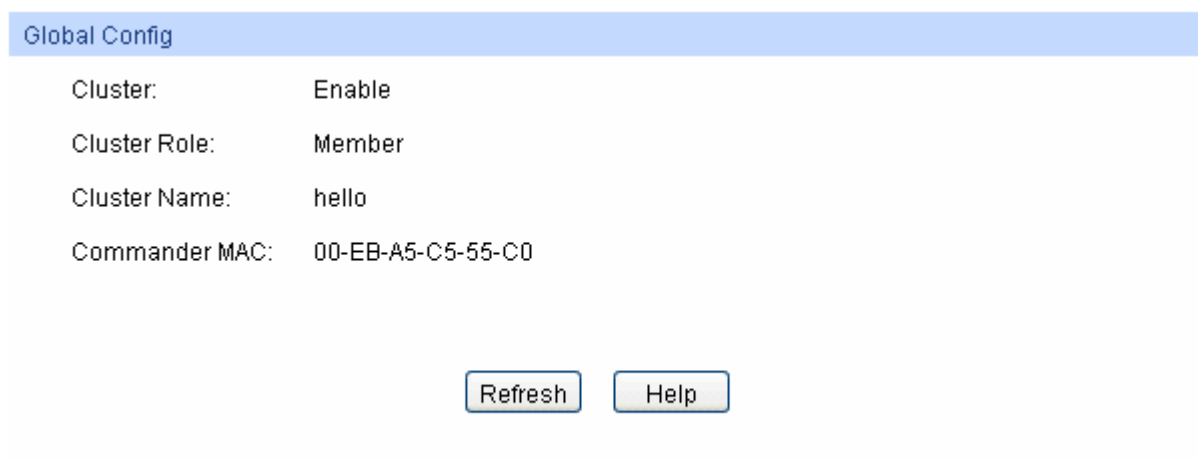 Global Config
Cluster: Enable
Cluster Role: Member
Cluster Name: hello
Commander MAC: 00-EB-A5-C5-55-C0
Refresh Help